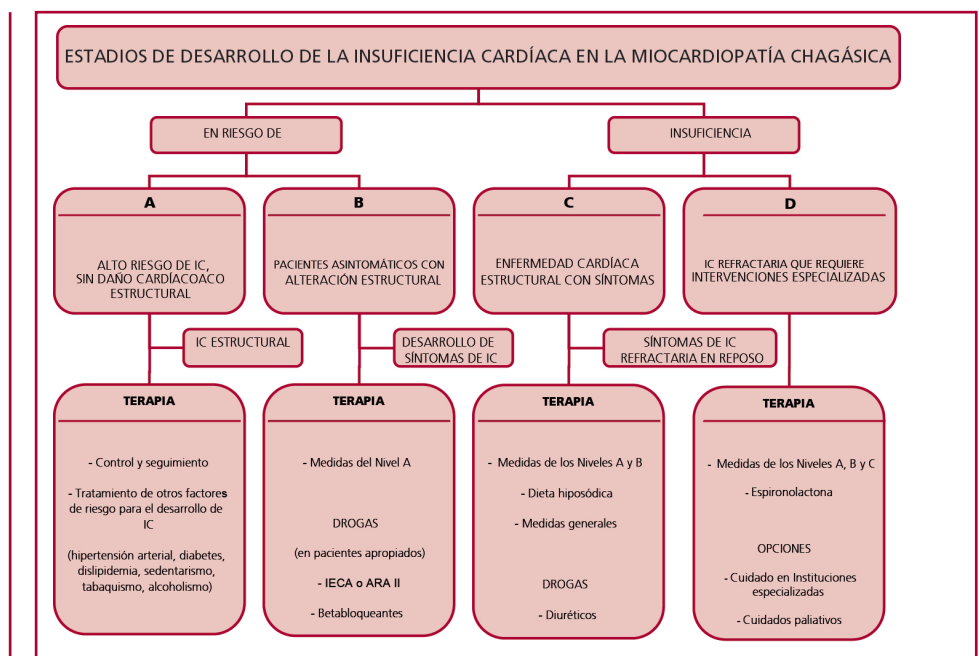 ESTADIOS DE DESARROLLO DE LA INSUFICIENCIA CARDÍACA EN LA MIOCARDIOPATÍA CHAGÁSICA
EN RIESGO DE
INSUFICIENCIA
A
ALTO RIESGO DE IC,
SIN DAÑO CARDÍACOACO
ESTRUCTURAL
B
PACIENTES ASINTOMÁTICOS CON
ALTERACIÓN ESTRUCTURAL
C
ENFERMEDAD CARDÍACA
ESTRUCTURAL CON SÍNTOMAS
D
IC REFRACTARIA QUE REQUIERE
INTERVENCIONES ESPECIALIZADAS
IC ESTRUCTURAL
DESARROLLO DE
SÍNTOMAS DE IC
SÍNTOMAS DE IC
REFRACTARIA EN REPOSO
TERAPIA
- Control y seguimiento
- Tratamiento de otros factores
de riesgo para el desarrollo de
IC
(hipertensión arterial, diabetes,
dislipidemia, sedentarismo,
tabaquismo, alcoholismo)
TERAPIA
- Medidas del Nivel A
DROGAS
(en pacientes apropiados)
- IECA o ARA II
- Betabloqueantes
TERAPIA
- Medidas de los Niveles A y B
- Dieta hiposódica
- Medidas generales
DROGAS
- Diuréticos
TERAPIA
- Medidas de los Niveles A, B y C
- Espironolactona
OPCIONES
- Cuidado en Instituciones
especializadas
- Cuidados paliativos